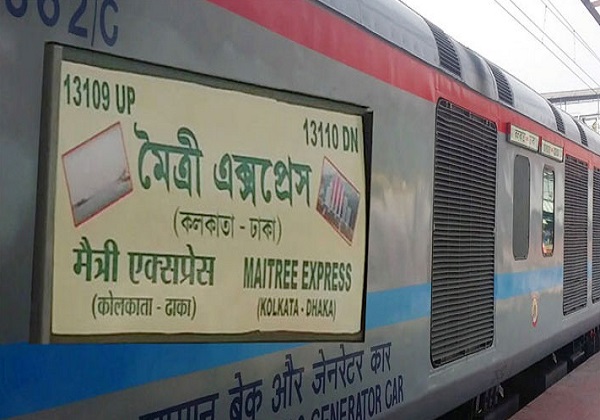 062/C
13109 UP
13110 DN
মৈত্রী এক্সপ্রেস
(কলকাতা - ঢাকা)
मैत्री एक्सप्रेस
MAITREE EXPRESS
(कोलकाता - ढाका)
(KOLKATA - DHAKA)
सामान ब्रेक और जेनरेटर कार
GENERATOR CAR